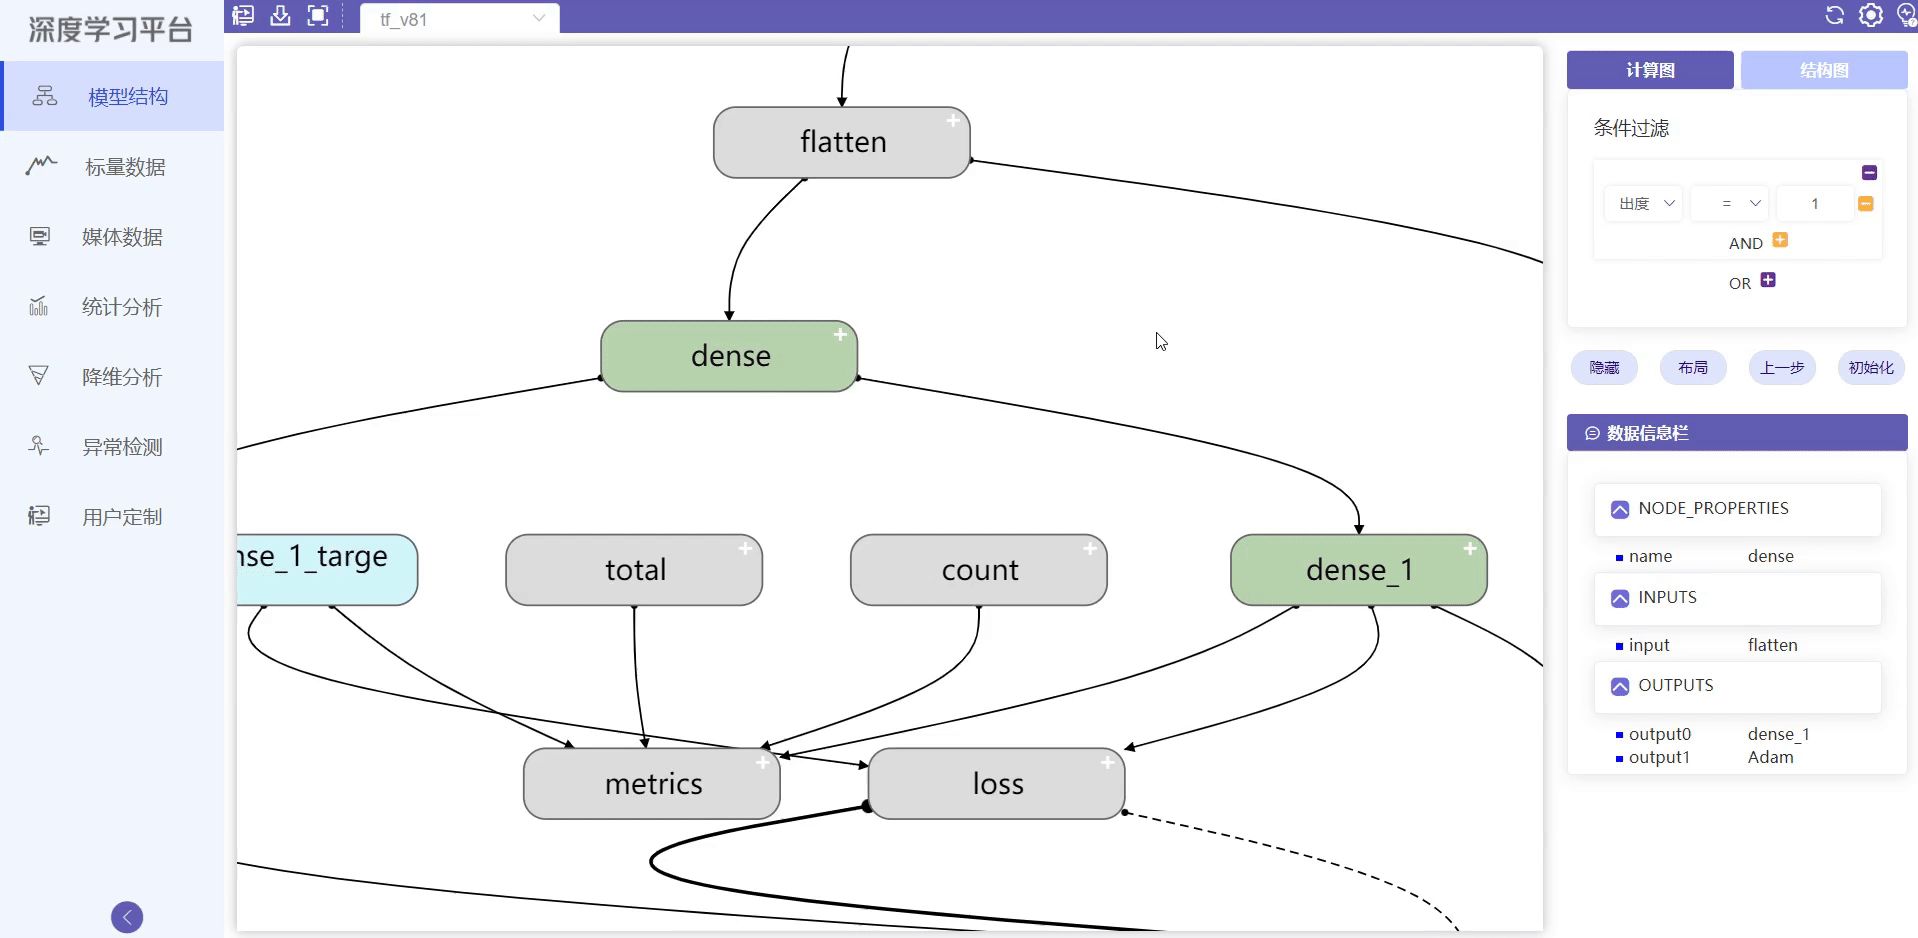 深度学习平台
tf_v81
模型结构
标量数据
媒体数据
统计分析
降维分析
异常检测
用户定制
flatten
dense
nse_1_targe
total
count
dense_1
metrics
loss
计算图
结构图
条件过滤
出度
=
1
AND
OR
隐藏
布局
上一步
初始化
数据信息栏
NODE_PROPERTIES
name dense
INPUTS
input flatten
OUTPUTS
output0 dense_1
output1 Adam